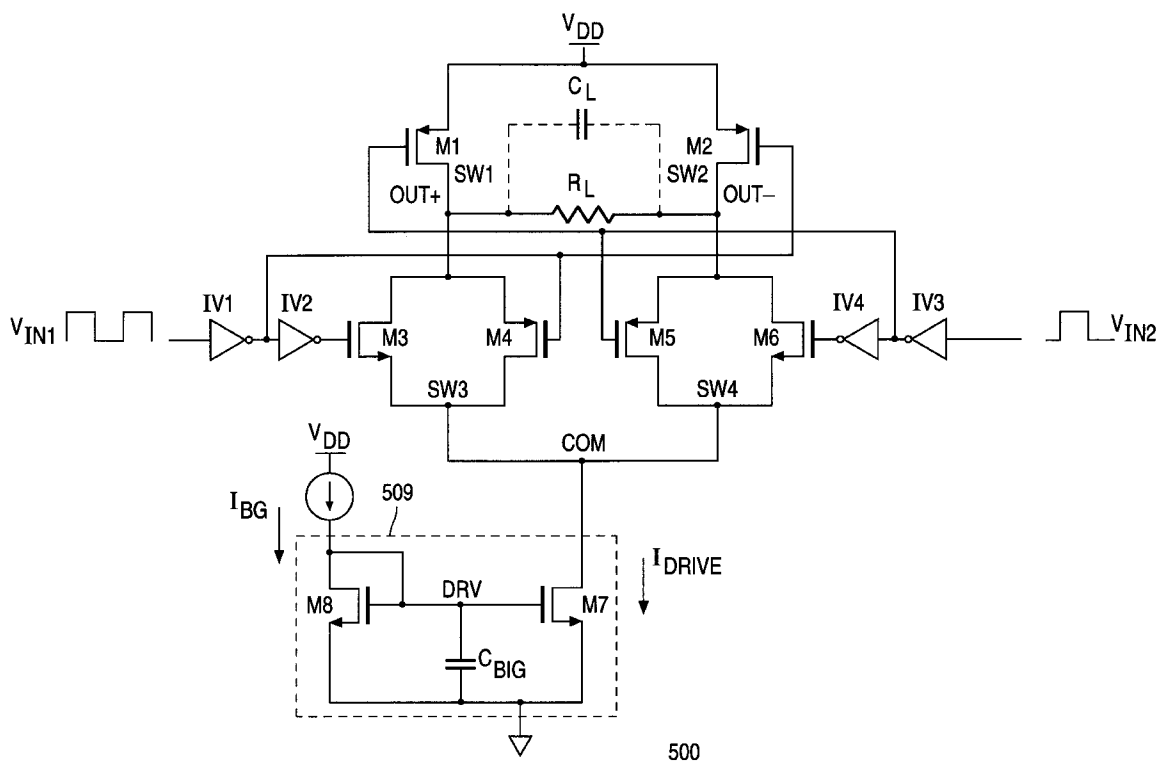 VDD
CL
M1
M2
SW1
SW2
OUT+
RL
OUT−
IV1
IV2
IV4
IV3
VIN1
M3
M4
M5
M6
VIN2
SW3
SW4
VDD
COM
509
IBG
IDRIVE
DRV
M8
M7
CBIG
500